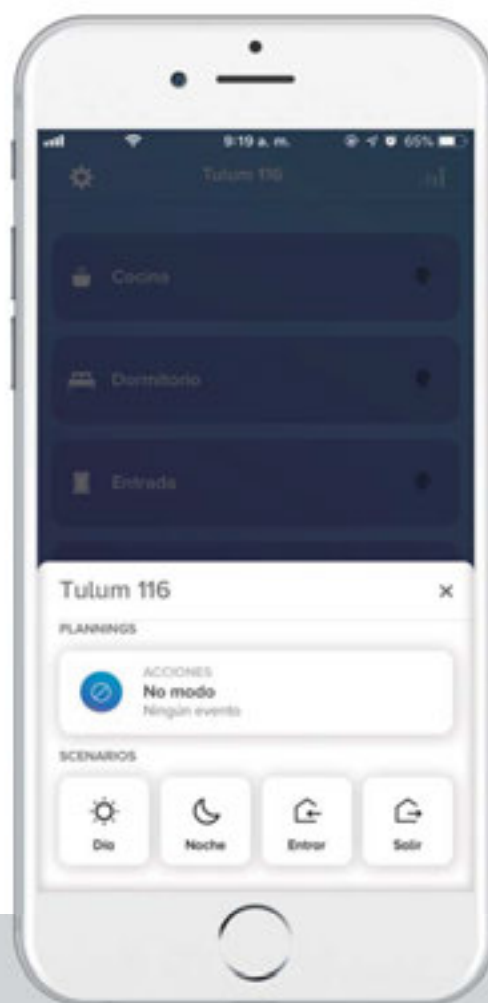 9:19 a. m. 65%
Tulum 116
Cocina
Dormitorio
Entrada
Tulum 116
PLANNINGS
ACCIONES
No modo
Ningún evento
SCENARIOS
Día Noche Entrar Salir